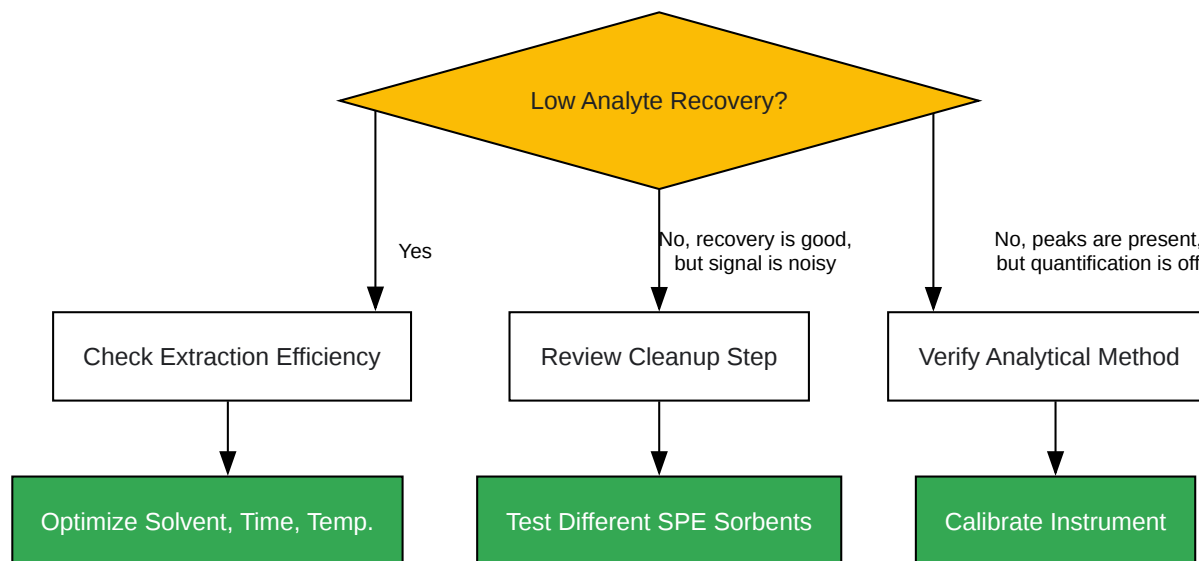 Low Analyte Recovery?
Yes
No, recovery is good,
but signal is noisy
No, peaks are present,
but quantification is off
Check Extraction Efficiency
Review Cleanup Step
Verify Analytical Method
Optimize Solvent, Time, Temp.
Test Different SPE Sorbents
Calibrate Instrument